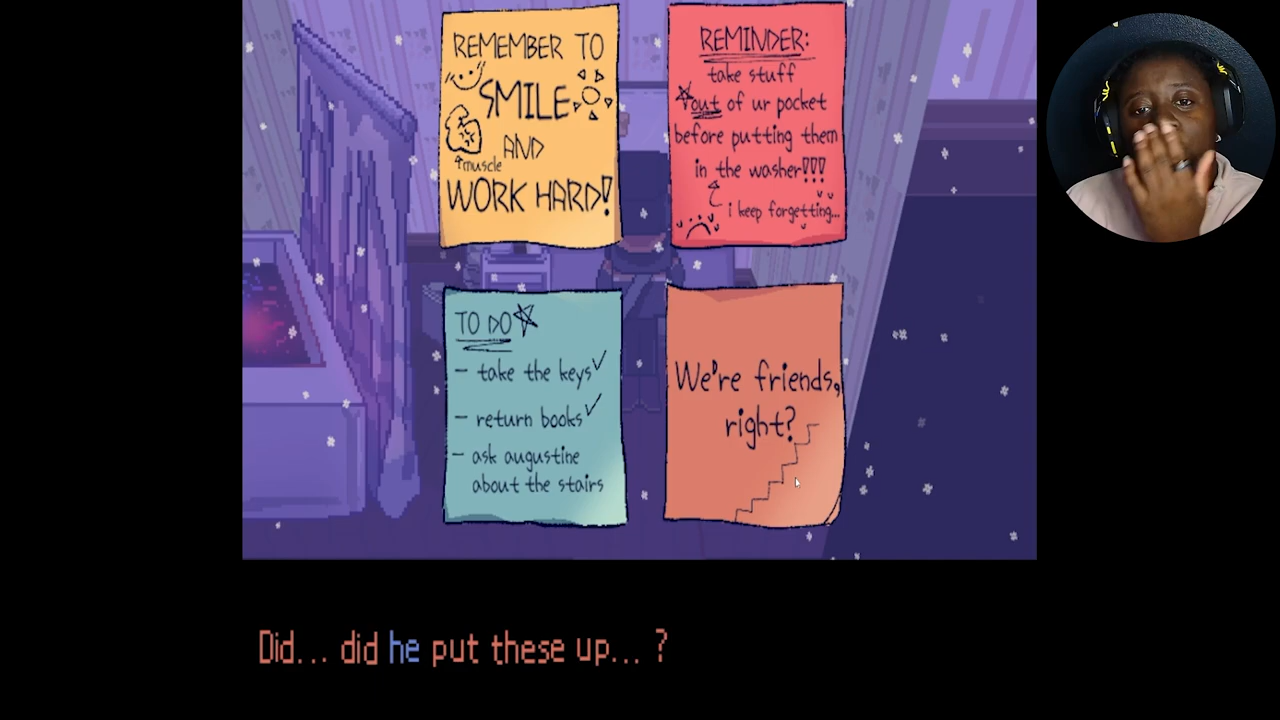 REMEMBER TO
SMILE
AND
↑muscle
WORK HARD!
REMINDER:
take stuff
out of ur pocket
before putting them
in the washer!!!
i keep forgetting...
TO DO
- take the keys ✓
- return books ✓
- ask augustine
about the stairs
We're friends,
right?
Did... did he put these up... ?